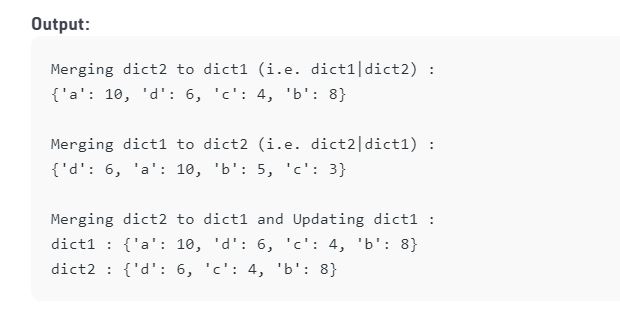 Output:
Merging dict2 to dict1 (i.e. dict1|dict2) :
{'a': 10, 'd': 6, 'c': 4, 'b': 8}
Merging dict1 to dict2 (i.e. dict2|dict1) :
{'d': 6, 'a': 10, 'b': 5, 'c': 3}
Merging dict2 to dict1 and Updating dict1 :
dict1 : {'a': 10, 'd': 6, 'c': 4, 'b': 8}
dict2 : {'d': 6, 'c': 4, 'b': 8}